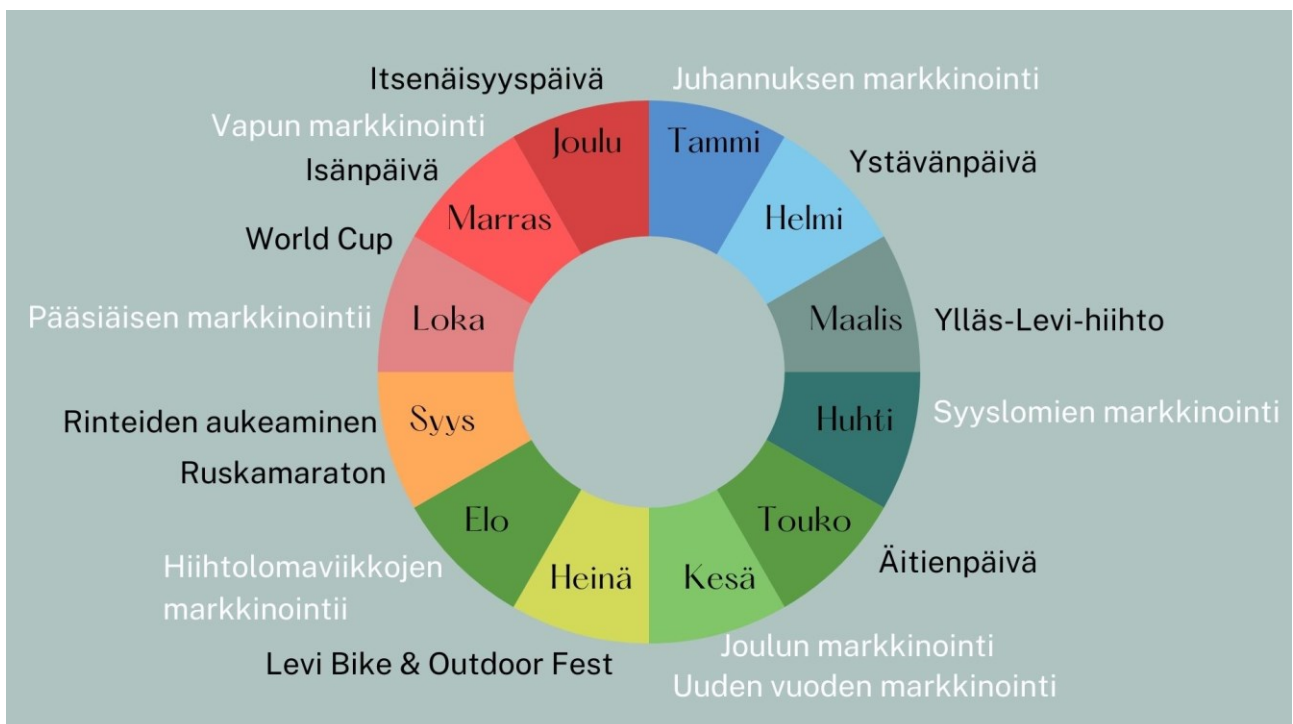 Itsenäisyyspäivä
Juhannuksen markkinointi
Vapun markkinointi
Joulu
Tammi
Isänpäivä
Ystävänpäivä
Marras
Helmi
World Cup
Pääsiäisen markkinointii
Loka
Maalis
Ylläs-Levi-hiihto
Rinteiden aukeaminen
Syys
Huhti
Syyslomien markkinointi
Ruskamaraton
Elo
Touko
Äitienpäivä
Hiihtolomaviikkojen
markkinointii
Heinä
Kesä
Joulun markkinointi
Levi Bike & Outdoor Fest
Uuden vuoden markkinointi